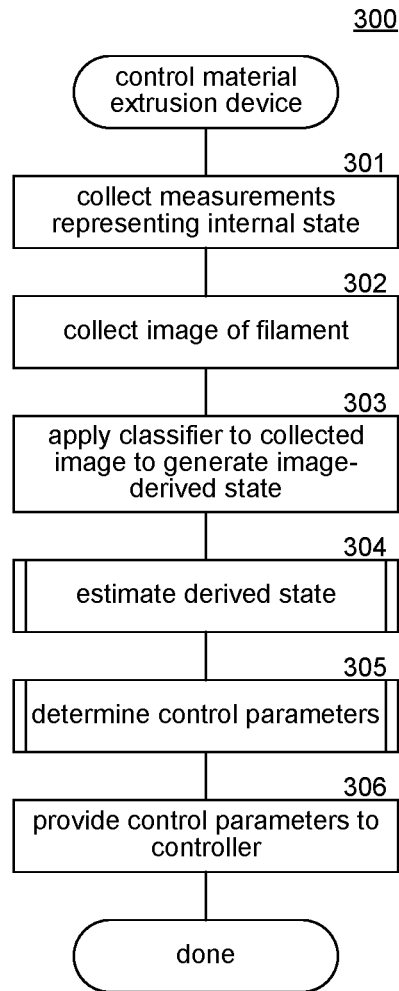 300
control material
extrusion device
301
collect measurements
representing internal state
302
collect image of filament
303
apply classifier to collected
image to generate image-
derived state
304
estimate derived state
305
determine control parameters
306
provide control parameters to
controller
done